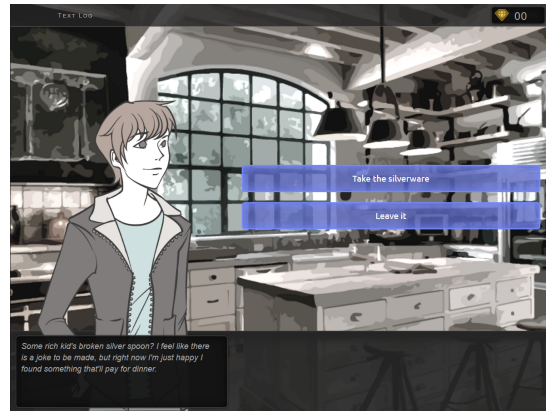 Text Log
00
Take the silverware
Leave it
Some rich kid's broken silver spoon? I feel like there
is a joke to be made, but right now I'm just happy I
found something that'll pay for dinner.